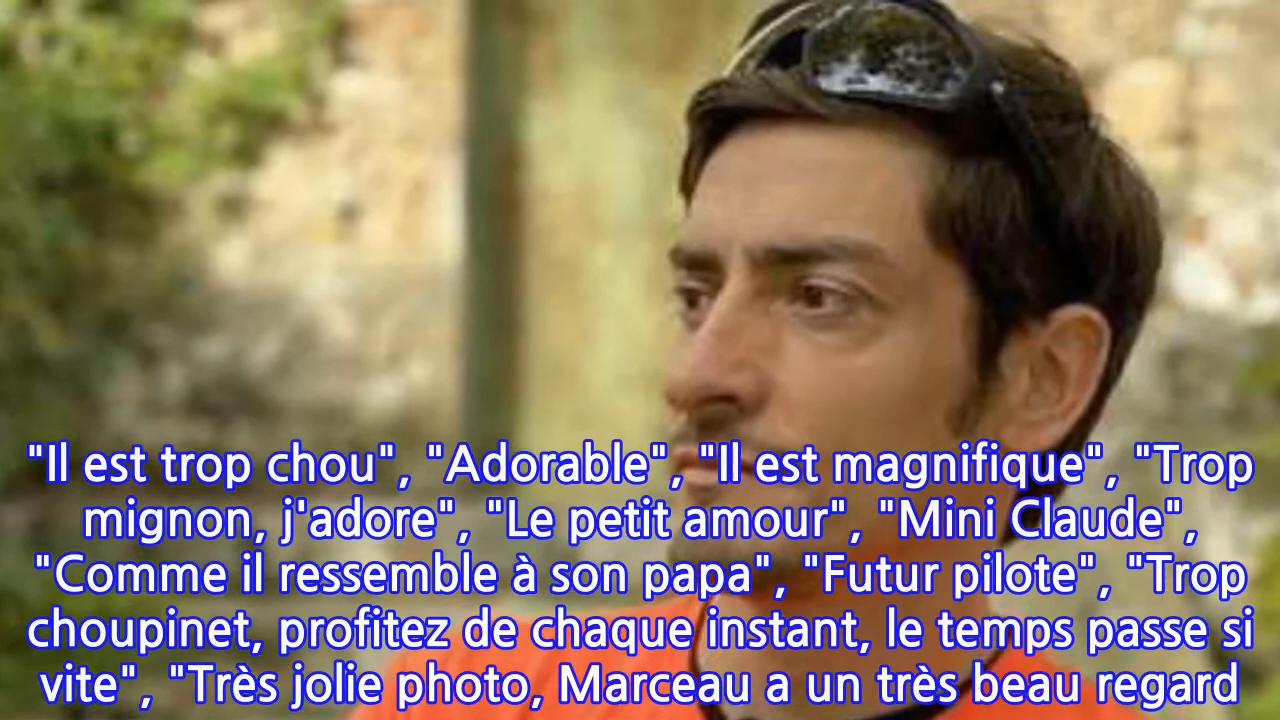 "Il est trop chou", "Adorable", "Il est magnifique", "Trop
mignon, j'adore", "Le petit amour", "Mini Claude",
"Comme il ressemble à son papa", "Futur pilote", "Trop
choupinet, profitez de chaque instant, le temps passe si
vite", "Très jolie photo, Marceau a un très beau regard